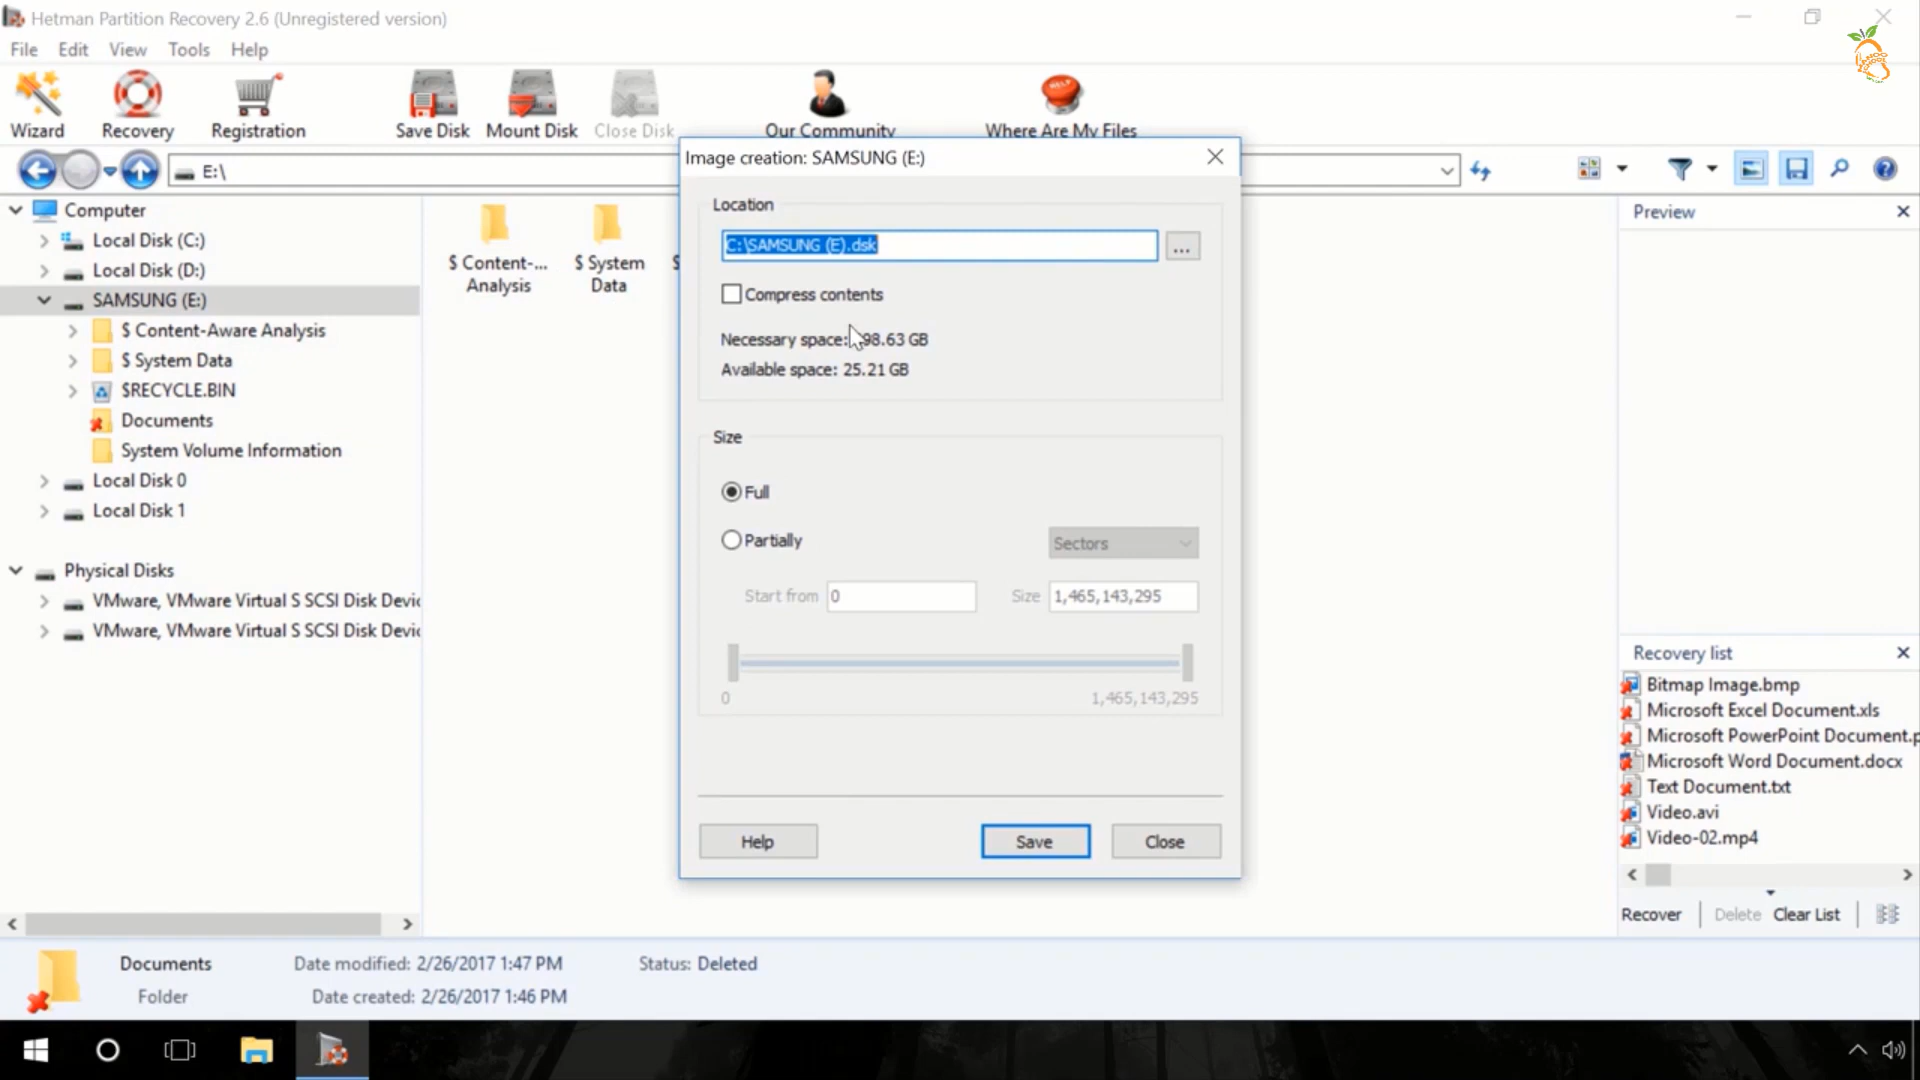 Hetman Partition Recovery 2.6 (Unregistered version)
File Edit View Tools Help
Wizard Recovery Registration Save Disk Mount Disk Close Disk Our Community Where Are My Files
E:\
Computer
Local Disk (C:)
Local Disk (D:)
SAMSUNG (E:)
$ Content-Aware Analysis
$ System Data
$RECYCLE.BIN
Documents
System Volume Information
Local Disk 0
Local Disk 1
Physical Disks
VMware, VMware Virtual S SCSI Disk Devic
VMware, VMware Virtual S SCSI Disk Devic
$ Content-...
Analysis
$ System
Data
$
Image creation: SAMSUNG (E:)
Location
C:\SAMSUNG (E).dsk
...
Compress contents
Necessary space: 98.63 GB
Available space: 25.21 GB
Size
Full
Partially
Sectors
Start from 0 Size 1,465,143,295
0 1,465,143,295
Help Save Close
Preview
Recovery list
Bitmap Image.bmp
Microsoft Excel Document.xls
Microsoft PowerPoint Document.p
Microsoft Word Document.docx
Text Document.txt
Video.avi
Video-02.mp4
Recover Delete Clear List
Documents Date modified: 2/26/2017 1:47 PM Status: Deleted
Folder Date created: 2/26/2017 1:46 PM